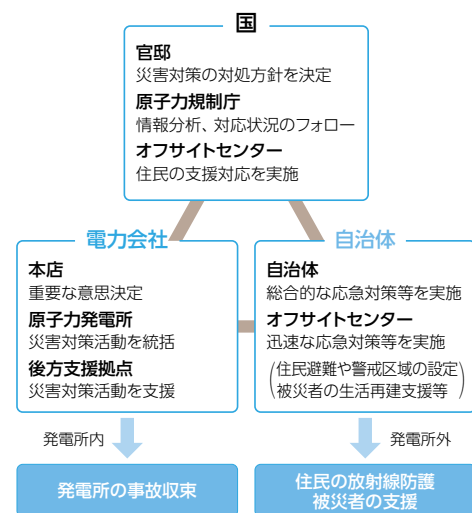 国
官邸
災害対策の対処方針を決定
原子力規制庁
情報分析、対応状況のフォロー
オフサイトセンター
住民の支援対応を実施
電力会社
本店
重要な意思決定
原子力発電所
災害対策活動を統括
後方支援拠点
災害対策活動を支援
自治体
自治体
総合的な応急対策等を実施
オフサイトセンター
迅速な応急対策等を実施
(住民避難や警戒区域の設定
被災者の生活再建支援等)
発電所内
発電所外
発電所の事故収束
住民の放射線防護
被災者の支援